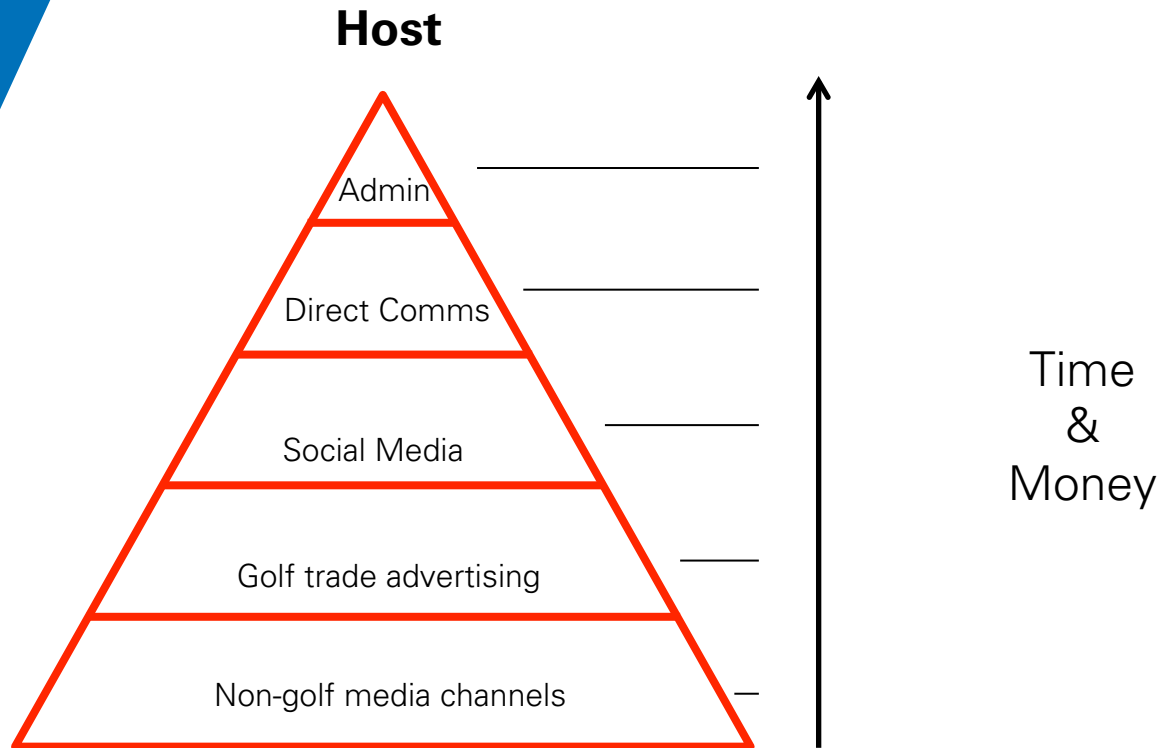 Host
Admin
Direct Comms
Social Media
Golf trade advertising
Non-golf media channels
Time
&
Money